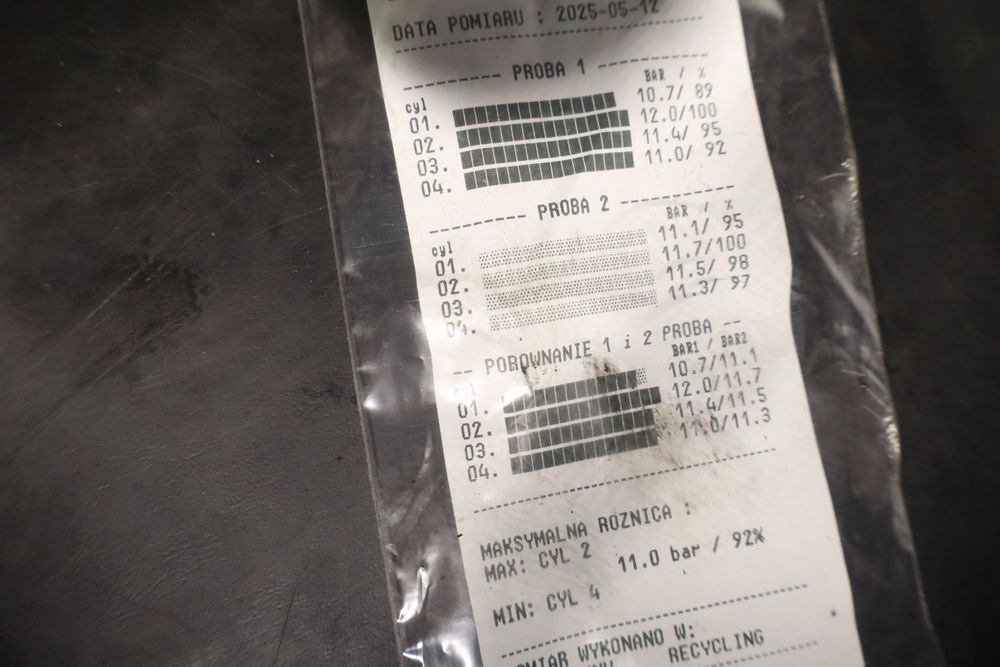 DATA POMIARU : 2025-05-12
PROBA 1
cyl BAR / %
01. 10.7/ 89
02. 12.0/100
03. 11.4/ 95
04. 11.0/ 92
PROBA 2
cyl BAR / %
01. 11.1/ 95
02. 11.7/100
03. 11.5/ 98
04. 11.3/ 97
-- POROWNANIE 1 i 2 PROBA --
cyl BAR1 / BAR2
01. 10.7/11.1
02. 12.0/11.7
03. 11.4/11.5
04. 11.0/11.3
MAKSYMALNA ROZNICA :
MAX: CYL 2 11.0 bar / 92%
MIN: CYL 4
POMIAR WYKONANO W:
RECYCLING